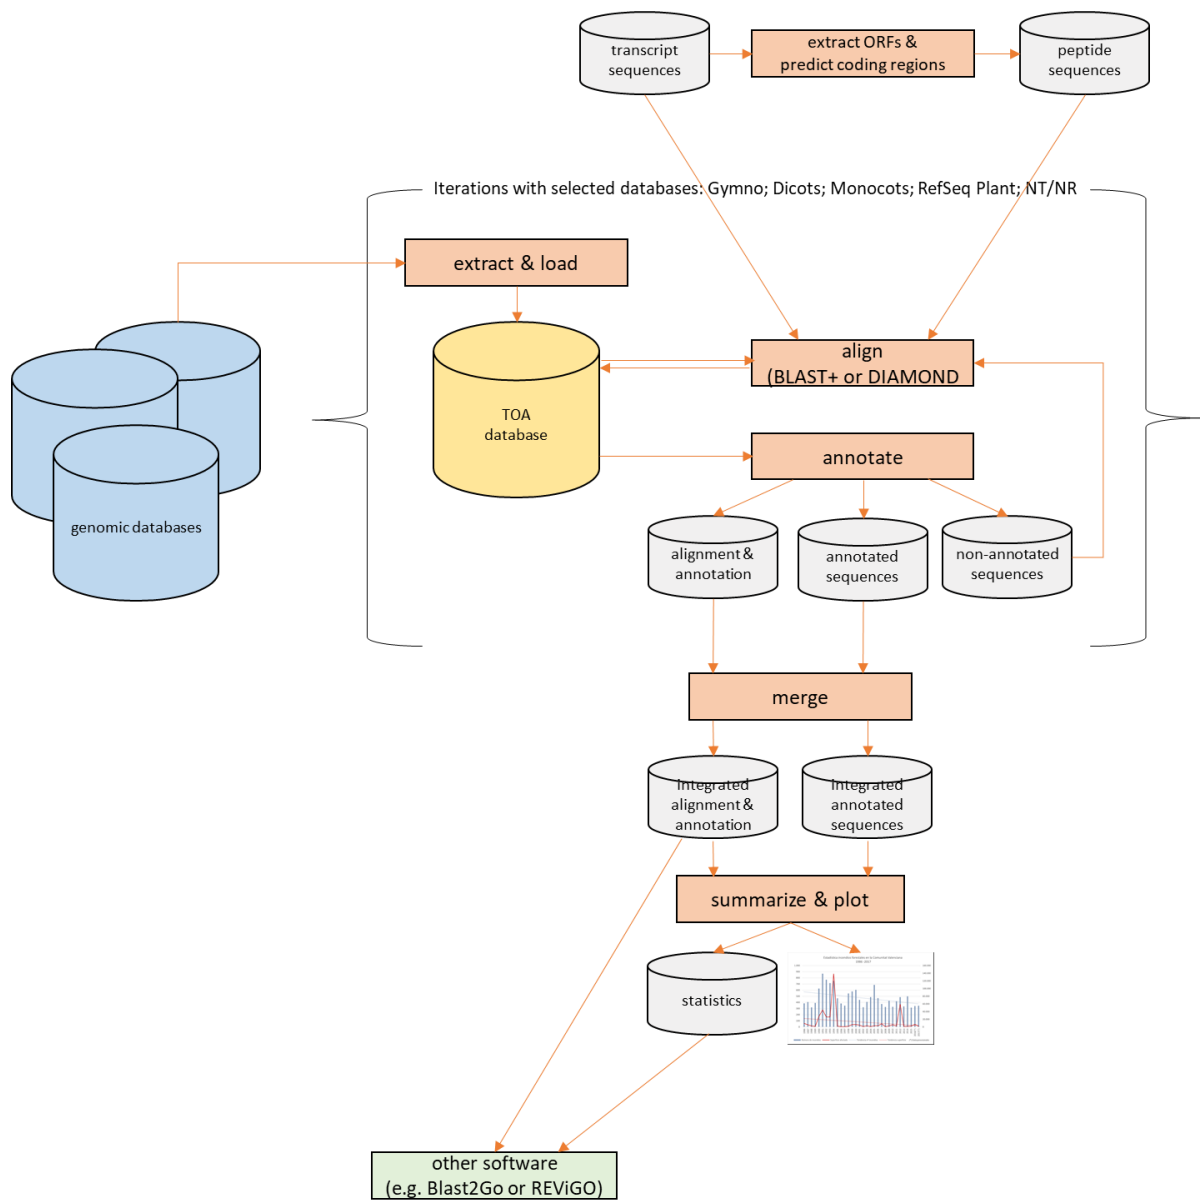 transcript
sequences
extract ORFs &
predict coding regions
peptide
sequences
Iterations with selected databases: Gymno; Dicots; Monocots; RefSeq Plant; NT/NR
extract & load
align
(BLAST+ or DIAMOND
TOA
database
annotate
genomic databases
alignment &
annotation
annotated
sequences
non-annotated
sequences
merge
integrated
alignment &
annotation
integrated
annotated
sequences
summarize & plot
statistics
other software
(e.g. Blast2Go or REViGO)